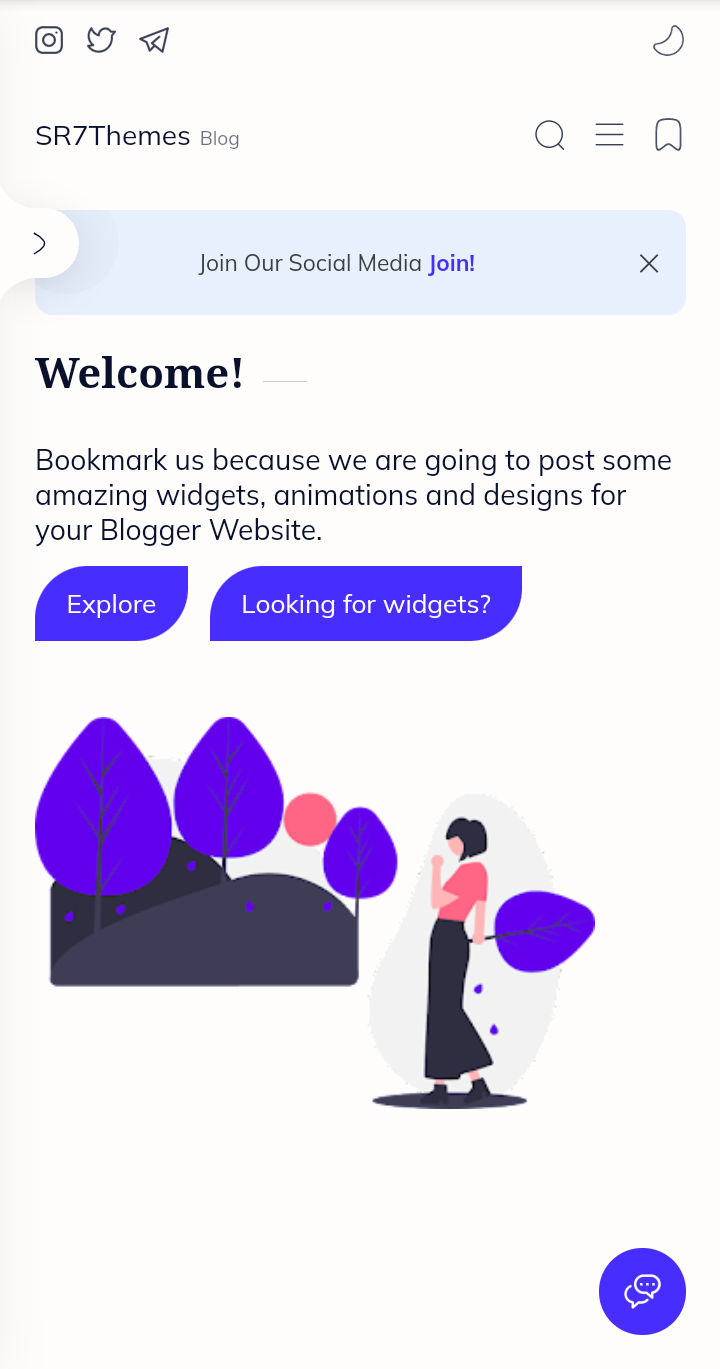 SR7Themes Blog
Join Our Social Media Join!
Welcome!
Bookmark us because we are going to post some
amazing widgets, animations and designs for
your Blogger Website.
Explore
Looking for widgets?